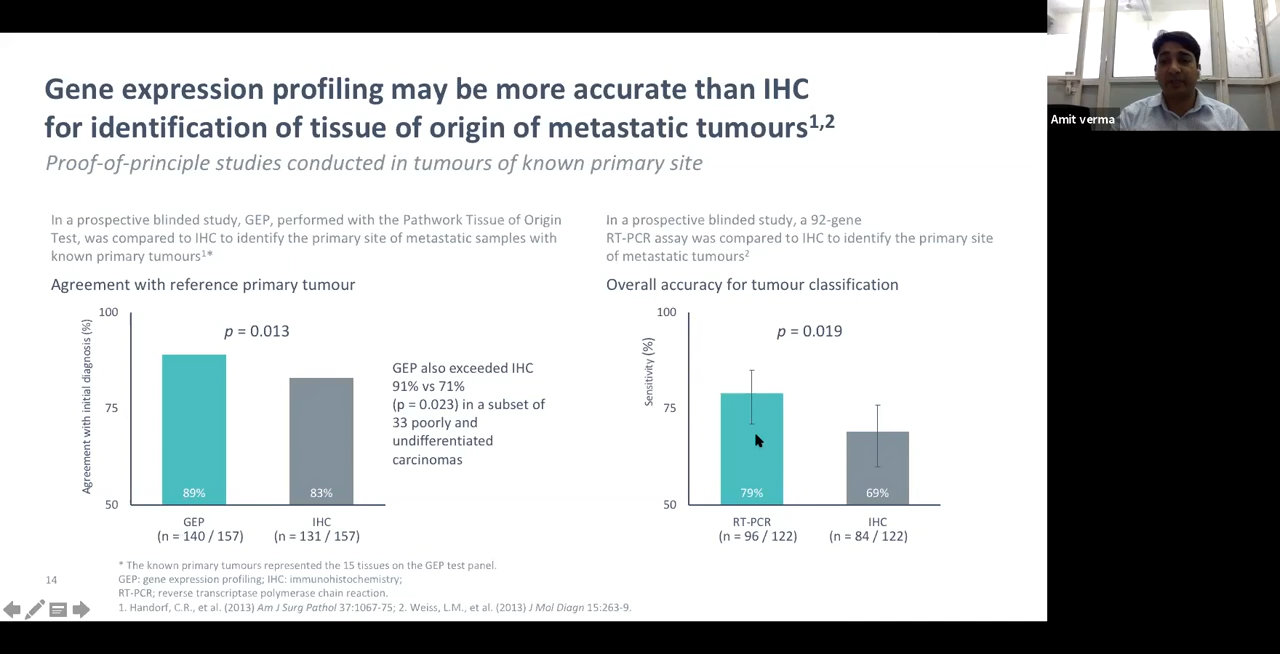 Gene expression profiling may be more accurate than IHC
for identification of tissue of origin of metastatic tumours1,2
Proof-of-principle studies conducted in tumours of known primary site
In a prospective blinded study, GEP, performed with the Pathwork Tissue of Origin
Test, was compared to IHC to identify the primary site of metastatic samples with
known primary tumours1*
Agreement with reference primary tumour
Agreement with initial diagnosis (%)
100
75
50
p = 0.013
89%
83%
GEP
(n = 140 / 157)
IHC
(n = 131 / 157)
GEP also exceeded IHC
91% vs 71%
(p = 0.023) in a subset of
33 poorly and
undifferentiated
carcinomas
In a prospective blinded study, a 92-gene
RT-PCR assay was compared to IHC to identify the primary site
of metastatic tumours2
Overall accuracy for tumour classification
Sensitivity (%)
100
75
50
p = 0.019
79%
69%
RT-PCR
(n = 96 / 122)
IHC
(n = 84 / 122)
* The known primary tumours represented the 15 tissues on the GEP test panel.
GEP: gene expression profiling; IHC: immunohistochemistry;
RT-PCR; reverse transcriptase polymerase chain reaction.
1. Handorf, C.R., et al. (2013) Am J Surg Pathol 37:1067-75; 2. Weiss, L.M., et al. (2013) J Mol Diagn 15:263-9.
14
Amit verma